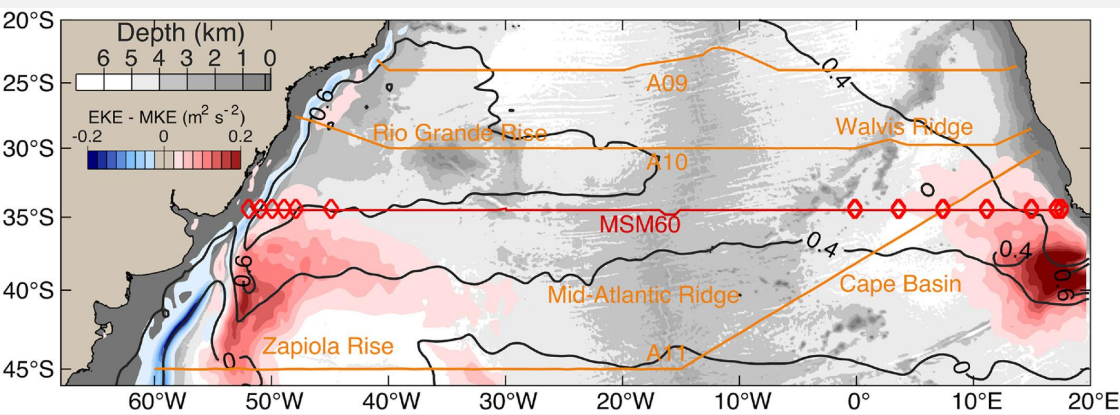 20°S
25°S
30°S
35°S
40°S
45°S
Depth (km)
6 5 4 3 2 1 0
EKE - MKE (m² s⁻²)
-0.2 0 0.2
0.6
0.4
A09
Rio Grande Rise
Walvis Ridge
A10
0
MSM60
0.4
0.4
0.6
0.6
Mid-Atlantic Ridge
Cape Basin
Zapiola Rise
A11
0
0
60°W 50°W 40°W 30°W 20°W 10°W 0° 10°E 20°E